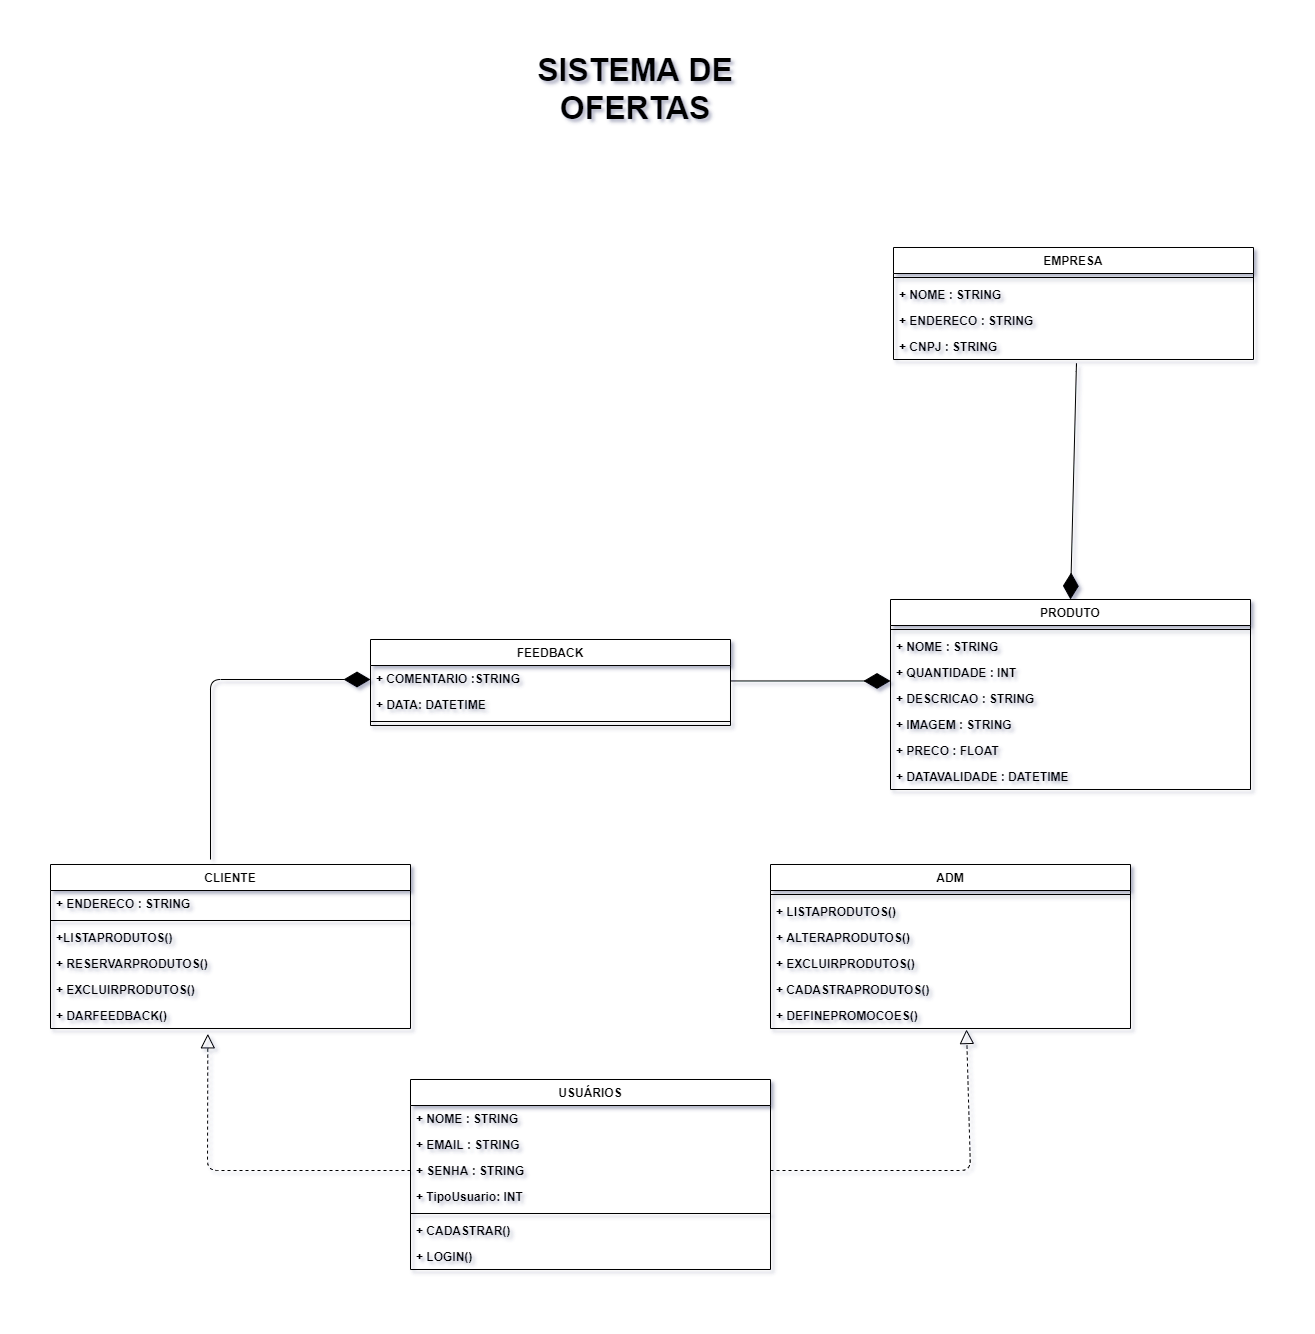 SISTEMA DE
OFERTAS
EMPRESA
+ NOME : STRING
+ ENDERECO : STRING
+ CNPJ : STRING
PRODUTO
+ NOME : STRING
+ QUANTIDADE : INT
+ DESCRICAO : STRING
+ IMAGEM : STRING
+ PRECO : FLOAT
+ DATAVALIDADE : DATETIME
FEEDBACK
+ COMENTARIO :STRING
+ DATA: DATETIME
CLIENTE
+ ENDERECO : STRING
+LISTAPRODUTOS()
+ RESERVARPRODUTOS()
+ EXCLUIRPRODUTOS()
+ DARFEEDBACK()
ADM
+ LISTAPRODUTOS()
+ ALTERAPRODUTOS()
+ EXCLUIRPRODUTOS()
+ CADASTRAPRODUTOS()
+ DEFINEPROMOCOES()
USUÁRIOS
+ NOME : STRING
+ EMAIL : STRING
+ SENHA : STRING
+ TipoUsuario: INT
+ CADASTRAR()
+ LOGIN()